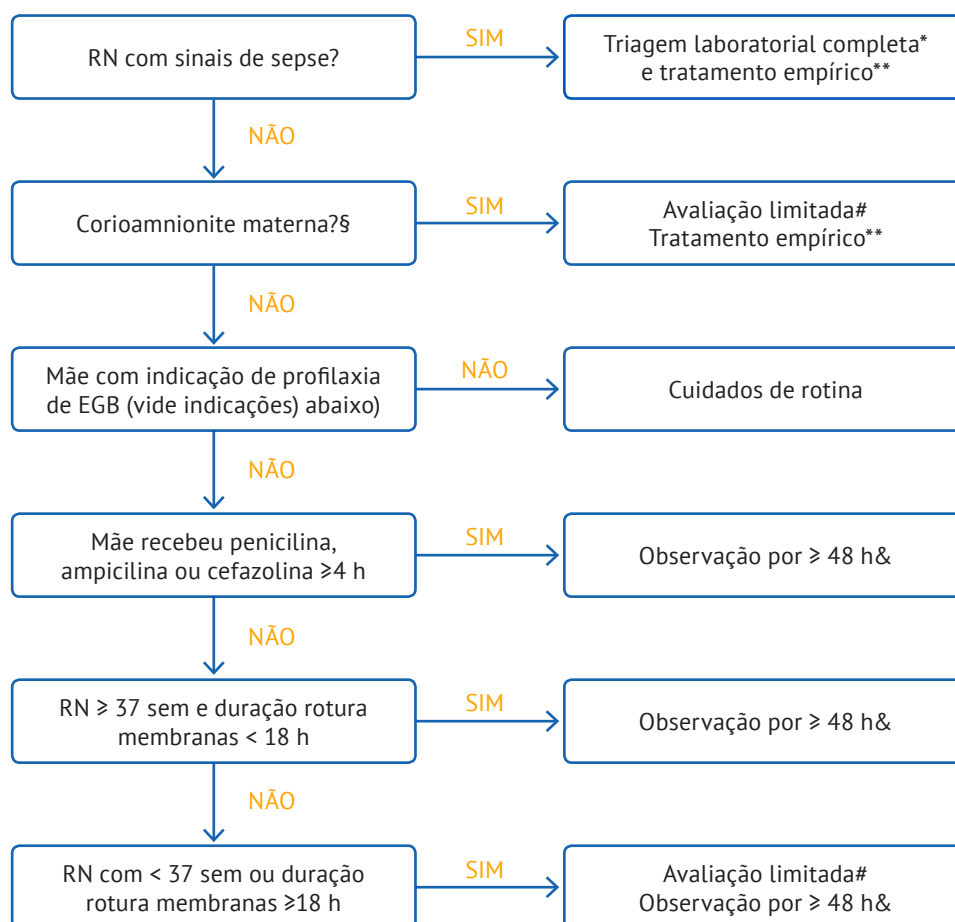 RN com sinais de sepse?
SIM
Triagem laboratorial completa*
e tratamento empírico**
NÃO
Corioamnionite materna?§
SIM
Avaliação limitada#
Tratamento empírico**
NÃO
Mãe com indicação de profilaxia
de EGB (vide indicações) abaixo)
NÃO
Cuidados de rotina
NÃO
Mãe recebeu penicilina,
ampicilina ou cefazolina ≥4 h
SIM
Observação por ≥ 48 h&
NÃO
RN ≥ 37 sem e duração rotura
membranas < 18 h
SIM
Observação por ≥ 48 h&
NÃO
RN com < 37 sem ou duração
rotura membranas ≥18 h
SIM
Avaliação limitada#
Observação por ≥ 48 h&